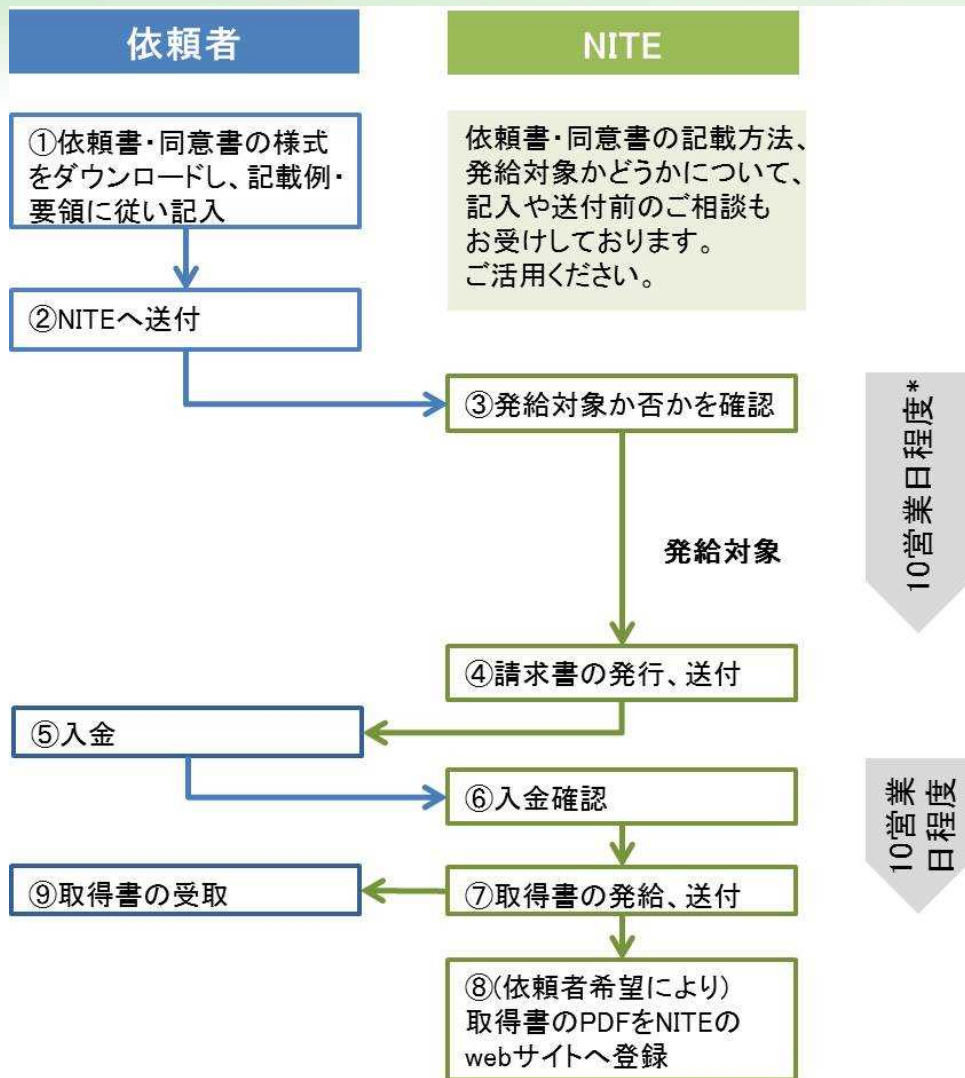 依頼者
NITE
①依頼書・同意書の様式
をダウンロードし、記載例・
要領に従い記入
依頼書・同意書の記載方法、
発給対象かどうかについて、
記入や送付前のご相談も
お受けしております。
ご活用ください。
②NITEへ送付
③発給対象か否かを確認
10営業日程度*
発給対象
④請求書の発行、送付
⑤入金
⑥入金確認
10営業
日程度
⑨取得書の受取
⑦取得書の発給、送付
⑧(依頼者希望により)
取得書のPDFをNITEの
webサイトへ登録